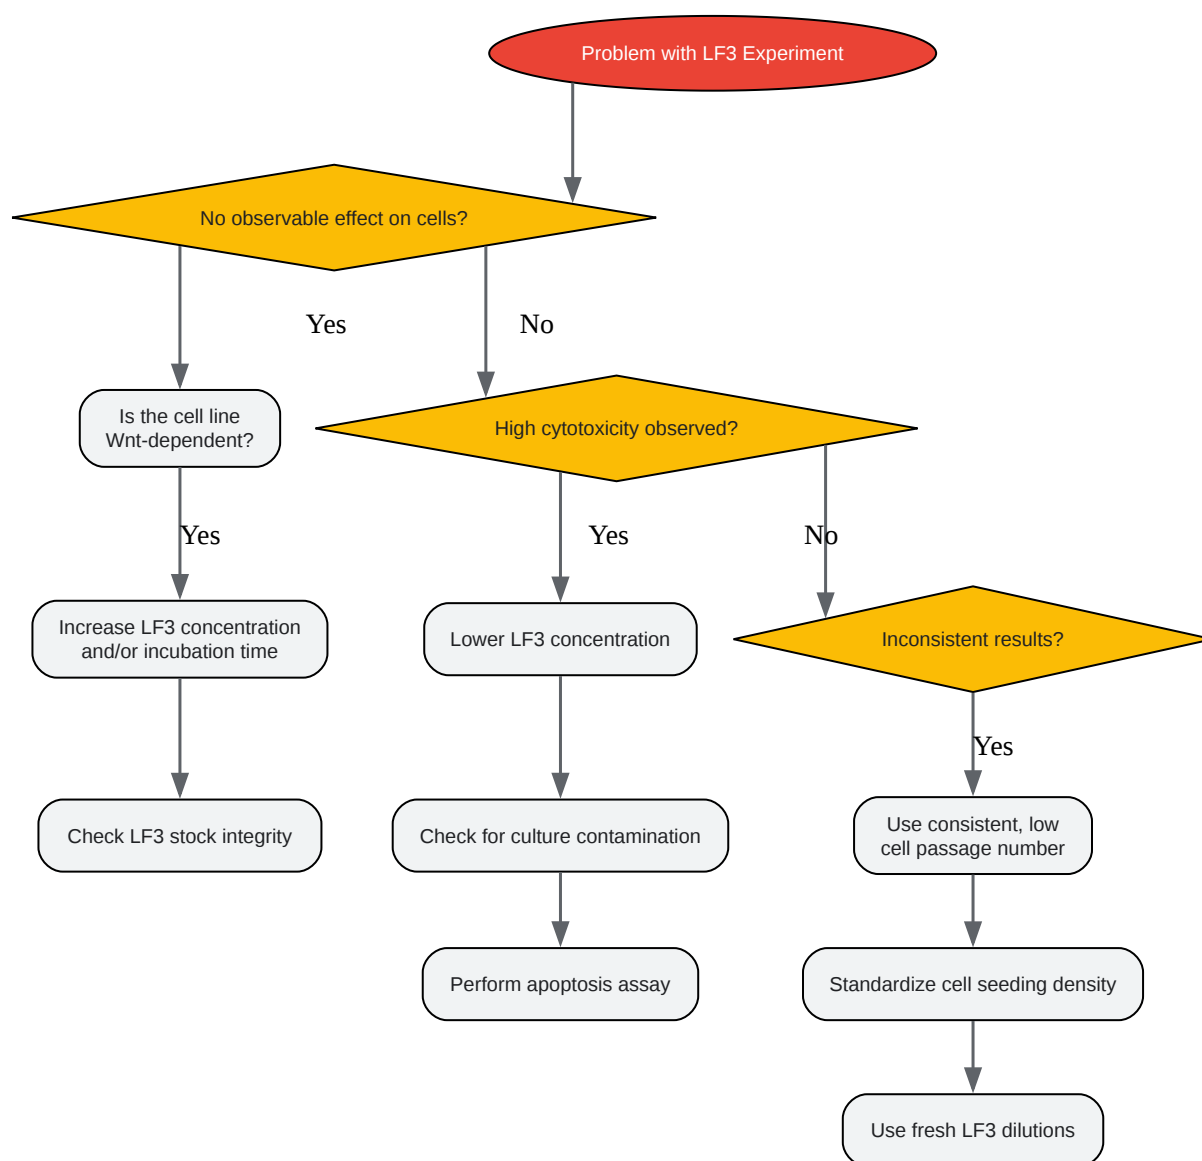 Problem with LF3 Experiment
No observable effect on cells?
Yes
No
Is the cell line
Wnt-dependent?
High cytotoxicity observed?
Yes
Yes
No
Increase LF3 concentration
and/or incubation time
Lower LF3 concentration
Inconsistent results?
Yes
Check LF3 stock integrity
Check for culture contamination
Use consistent, low
cell passage number
Perform apoptosis assay
Standardize cell seeding density
Use fresh LF3 dilutions